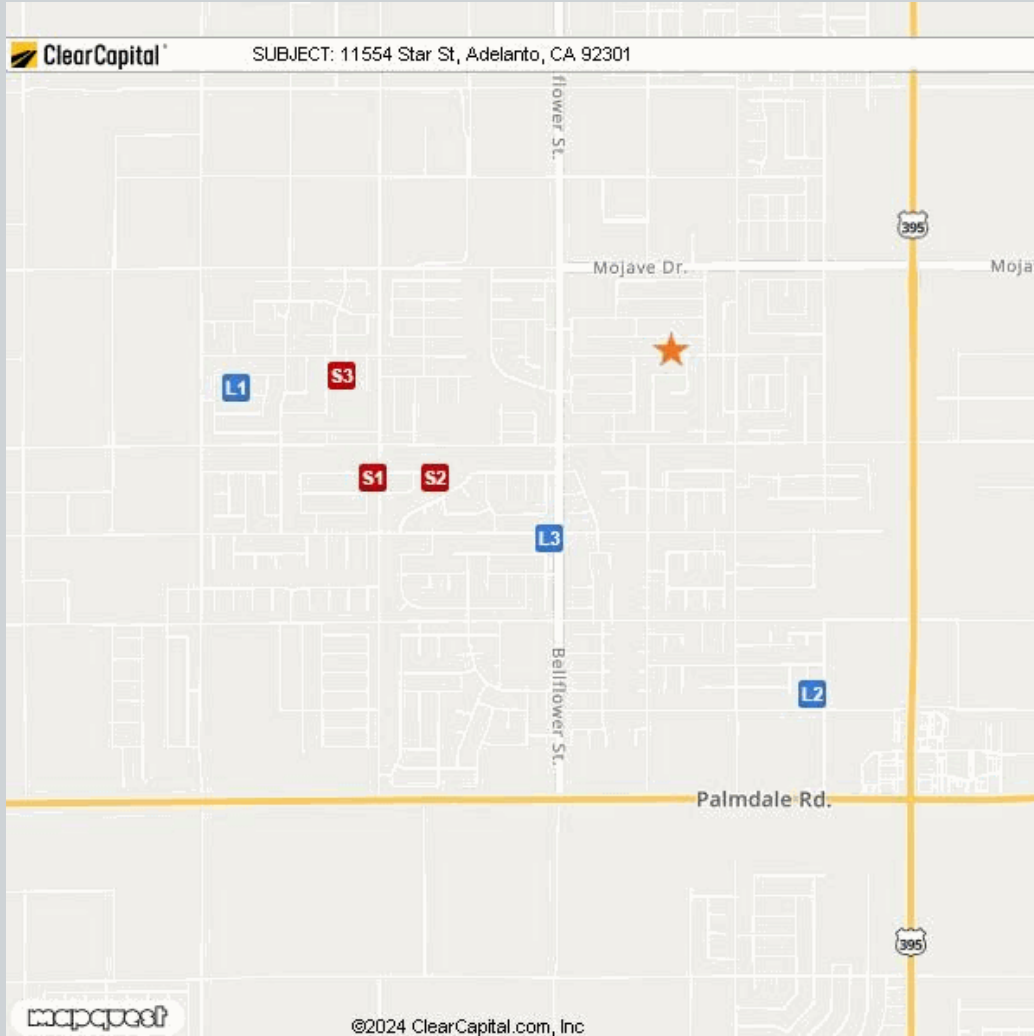 ClearCapital
SUBJECT: 11554 Star St, Adelanto, CA 92301
flower St.
395
Mojave Dr.
Moja
L1
S3
S1
S2
L3
Bellflower St.
L2
Palmdale Rd.
395
mapquest
©2024 ClearCapital.com, Inc